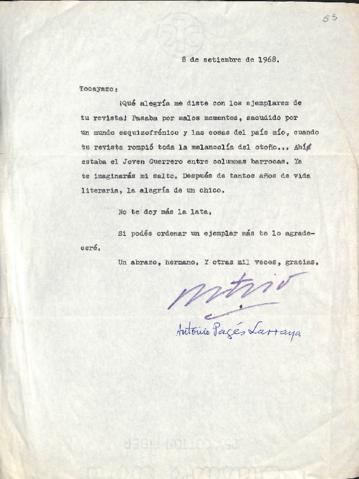 55
8 de setiembre de 1968.
Tocayazo:
¡Qué alegría me diste con los ejemplares de
tu revista! Pasaba por malos momentos, sacudido por
un mundo esquizofrénico y las cosas del país mío, cuando
tu revista rompió toda la melancolía del otoño... Ahí
estaba el Joven Guerrero entre columnas barrocas. Ya
te imaginarás mi salto. Después de tantos años de vida
literaria, la alegría de un chico.
No te doy más la lata.
Si podés ordenar un ejemplar más te lo agrade-
ceré.
Un abrazo, hermano. Y otras mil veces, gracias.
Antonio
Antonio Pagés Larraya